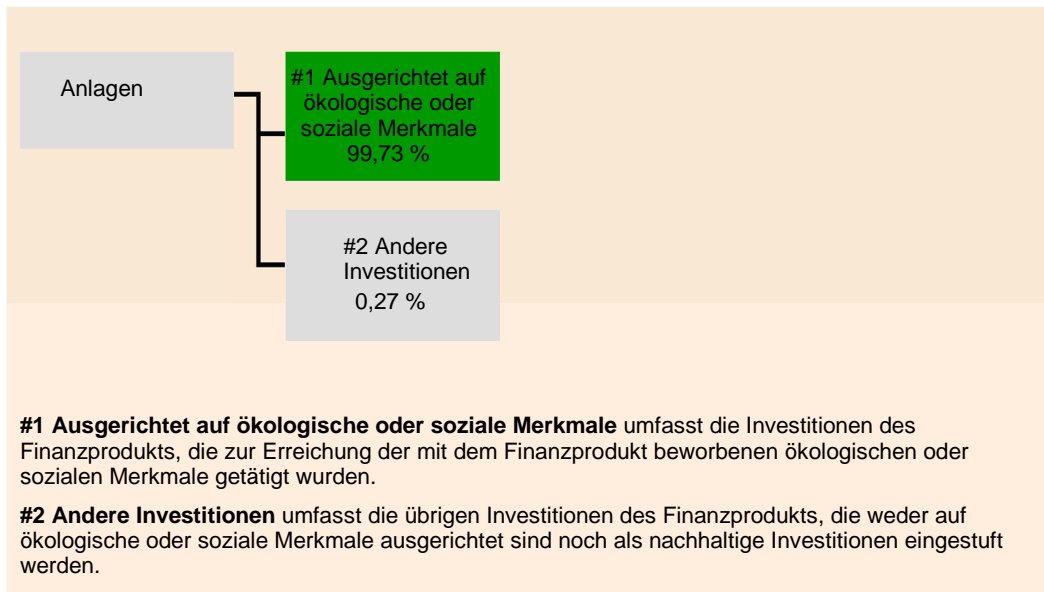 Anlagen
#1 Ausgerichtet auf
ökologische oder
soziale Merkmale
99,73 %
#2 Andere
Investitionen
0,27 %
#1 Ausgerichtet auf ökologische oder soziale Merkmale umfasst die Investitionen des
Finanzprodukts, die zur Erreichung der mit dem Finanzprodukt beworbenen ökologischen oder
sozialen Merkmale getätigt wurden.
#2 Andere Investitionen umfasst die übrigen Investitionen des Finanzprodukts, die weder auf
ökologische oder soziale Merkmale ausgerichtet sind noch als nachhaltige Investitionen eingestuft
werden.